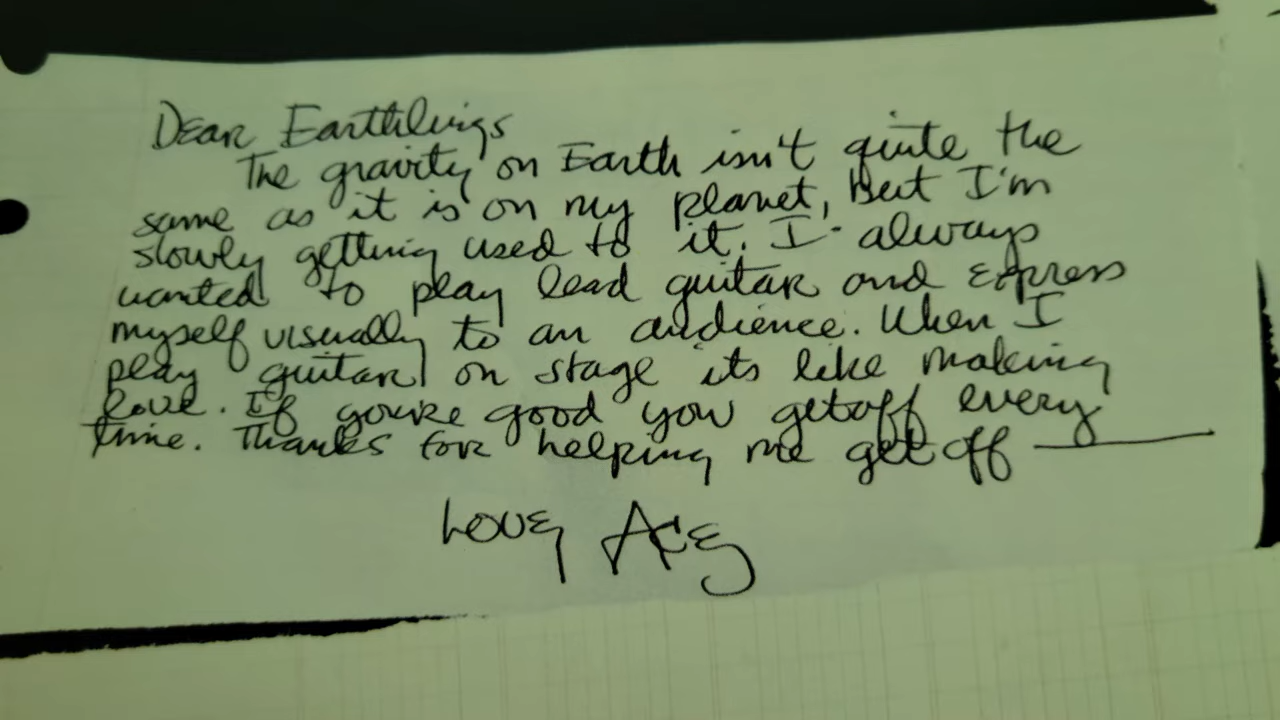 Dear Earthlings
The gravity on Earth isn't quite the
same as it is on my planet, but I'm
slowly getting used to it. I always
wanted to play lead guitar and express
myself visually to an audience. When I
play guitar on stage its like making
love. If you're good you get off every
time. Thanks for helping me get off —
Love, Ace